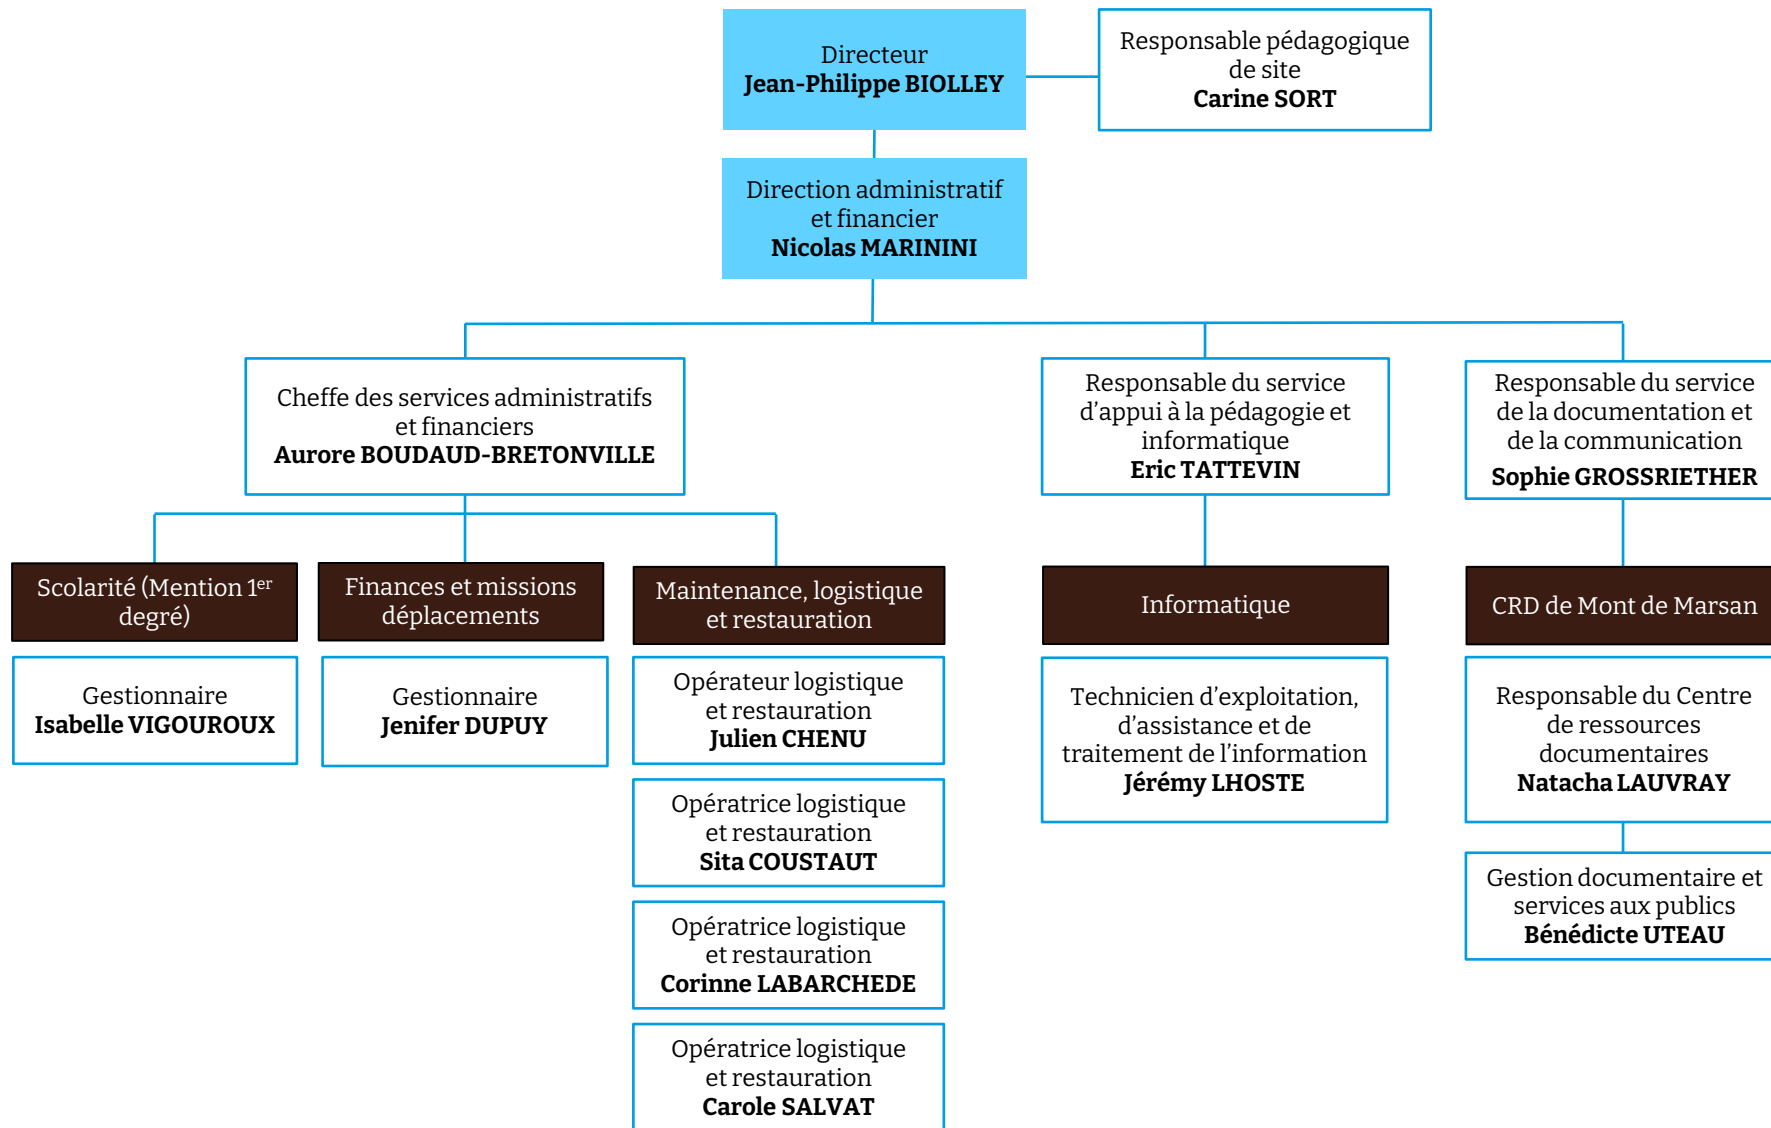 Directeur
Jean-Philippe BIOLLEY
Responsable pédagogique
de site
Carine SORT
Direction administratif
et financier
Nicolas MARININI
Cheffe des services administratifs
et financiers
Aurore BOUDAUD-BRETONVILLE
Responsable du service
d’appui à la pédagogie et
informatique
Eric TATTEVIN
Responsable du service
de la documentation et
de la communication
Sophie GROSSRIETHER
Scolarité (Mention 1er
degré)
Finances et missions
déplacements
Maintenance, logistique
et restauration
Informatique
CRD de Mont de Marsan
Gestionnaire
Isabelle VIGOUROUX
Gestionnaire
Jenifer DUPUY
Opérateur logistique
et restauration
Julien CHENU
Technicien d’exploitation,
d’assistance et de
traitement de l’information
Jérémy LHOSTE
Responsable du Centre
de ressources
documentaires
Natacha LAUVRAY
Opératrice logistique
et restauration
Sita COUSTAUT
Gestion documentaire et
services aux publics
Bénédicte UTEAU
Opératrice logistique
et restauration
Corinne LABARCHEDE
Opératrice logistique
et restauration
Carole SALVAT